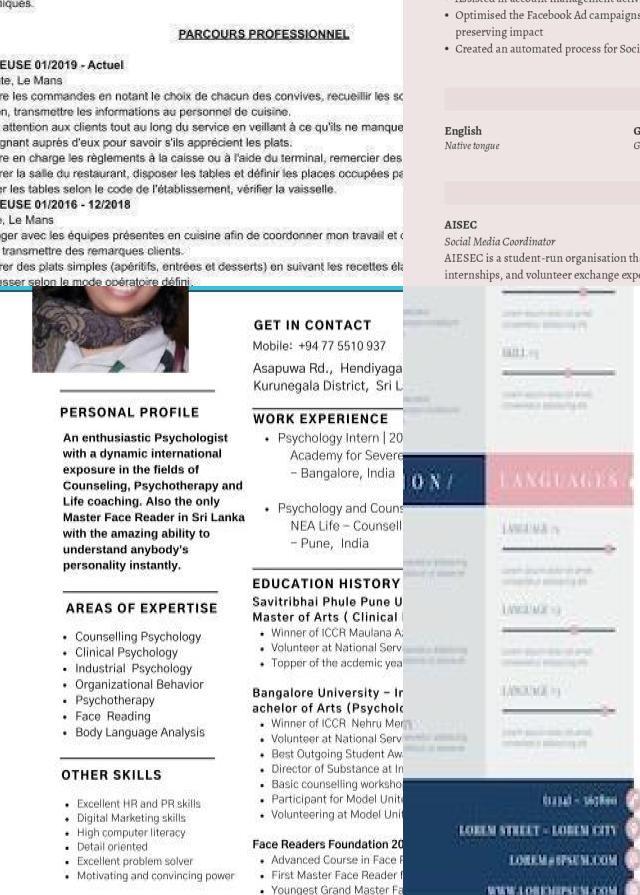 niques.
PARCOURS PROFESSIONNEL
EUSE 01/2019 - Actuel
te, Le Mans
re les commandes en notant le choix de chacun des convives, recueillir les so
n, transmettre les informations au personnel de cuisine.
attention aux clients tout au long du service en veillant à ce qu'ils ne manque
gnant auprès d'eux pour savoir s'ils apprécient les plats.
re en charge les règlements à la caisse ou à l'aide du terminal, remercier des
rer la salle du restaurant, disposer les tables et définir les places occupées pa
er les tables selon le code de l'établissement, vérifier la vaisselle.
EUSE 01/2016 - 12/2018
e, Le Mans
ger avec les équipes présentes en cuisine afin de coordonner mon travail et c
transmettre des remarques clients.
rer des plats simples (apéritifs, entrées et desserts) en suivant les recettes éla
esser selon le mode opératoire défini.
• Optimised the Facebook Ad campaigns
preserving impact
• Created an automated process for Soci
English
Native tongue
AISEC
Social Media Coordinator
AIESEC is a student-run organisation th
internships, and volunteer exchange exp
PERSONAL PROFILE
An enthusiastic Psychologist
with a dynamic international
exposure in the fields of
Counseling, Psychotherapy and
Life coaching. Also the only
Master Face Reader in Sri Lanka
with the amazing ability to
understand anybody's
personality instantly.
AREAS OF EXPERTISE
• Counselling Psychology
• Clinical Psychology
• Industrial Psychology
• Organizational Behavior
• Psychotherapy
• Face Reading
• Body Language Analysis
OTHER SKILLS
• Excellent HR and PR skills
• Digital Marketing skills
• High computer literacy
• Detail oriented
• Excellent problem solver
• Motivating and convincing power
GET IN CONTACT
Mobile: +94 77 5510 937
Asapuwa Rd., Hendiyaga
Kurunegala District, Sri L
WORK EXPERIENCE
• Psychology Intern | 20
Academy for Severe
– Bangalore, India
• Psychology and Couns
NEA Life – Counsell
– Pune, India
EDUCATION HISTORY
Savitribhai Phule Pune U
Master of Arts ( Clinical
• Winner of ICCR Maulana Az
• Volunteer at National Serv
• Topper of the acdemic yea
Bangalore University – In
achelor of Arts (Psycholo
• Winner of ICCR Nehru Mem
• Volunteer at National Serv
• Best Outgoing Student Aw
• Director of Substance at In
• Basic counselling worksho
• Participant for Model Unite
• Volunteering at Model Unit
Face Readers Foundation 20
• Advanced Course in Face F
• First Master Face Reader f
• Youngest Grand Master Fa
SKILL
ON/
LANGUAGES
LANGUAGE
LANGUAGE
LANGUAGE
LOREM STREET - LOREM CITY
LOREM@IPSUM.COM
WWW.LOREMIPSUM.COM